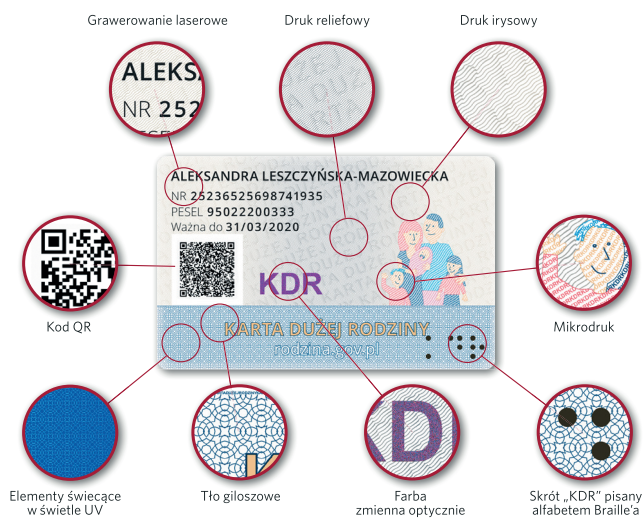 Grawerowanie laserowe
Druk reliefowy
Druk irysowy
ALEKS
NR 252
ALEKSANDRA LESZCZYŃSKA-MAZOWIECKA
NR 25236525698741935
PESEL 95022200333
Ważna do 31/03/2020
KDR
KARTA DUŻEJ RODZINY
rodzina.gov.pl
Kod QR
Mikrodruk
KD
Elementy świecące
w świetle UV
Tło giloszowe
Farba
zmienna optycznie
Skrót „KDR” pisany
alfabetem Braille'a